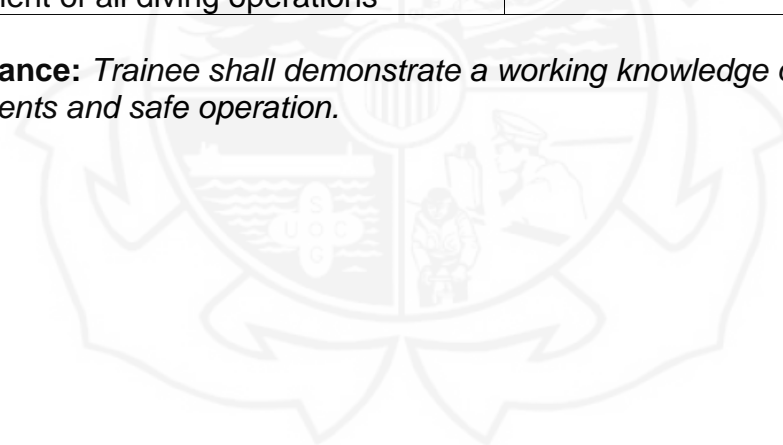 ent of all diving operations
ance: Trainee shall demonstrate a working knowledge
ents and safe operation.
S
U O C
G